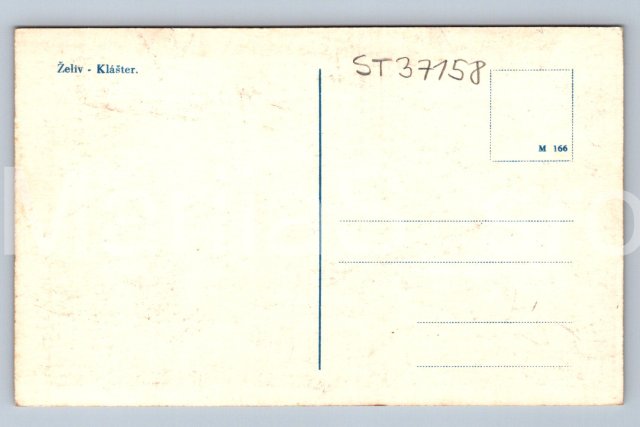 Želiv - Klášter.
ST37158
M 166